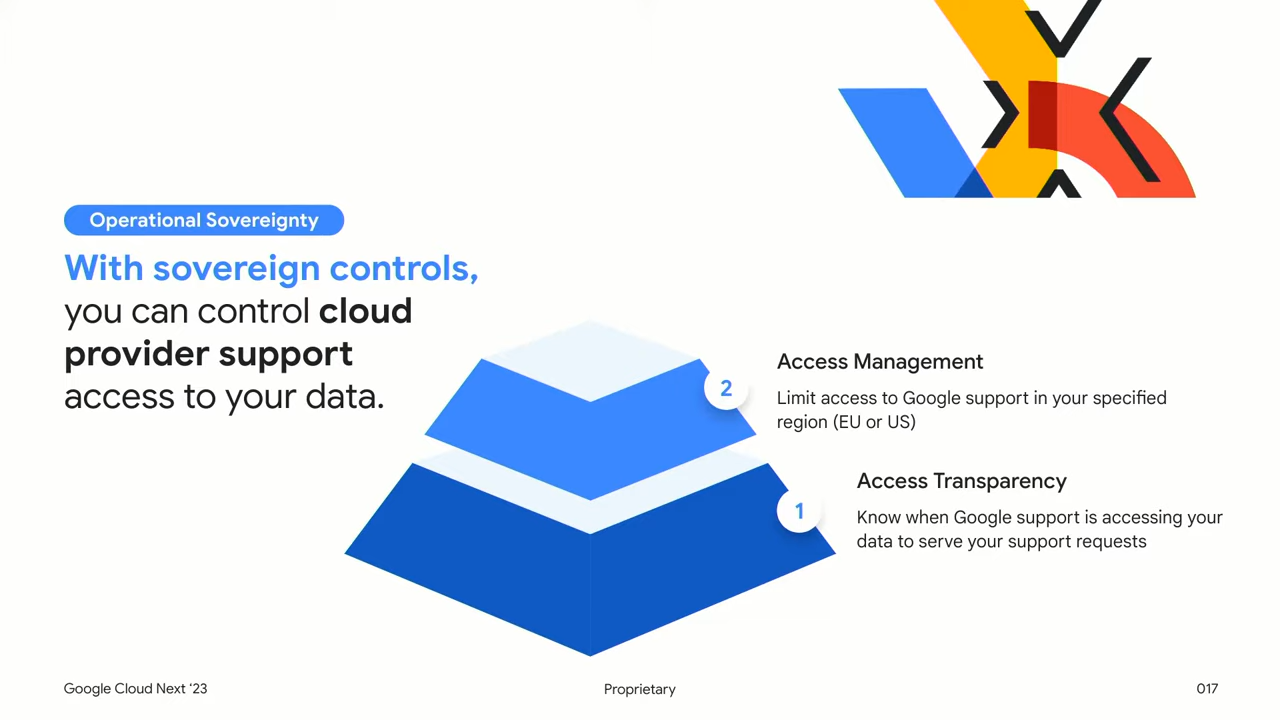 Operational Sovereignty
With sovereign controls,
you can control cloud
provider support
access to your data.
2
Access Management
Limit access to Google support in your specified
region (EU or US)
1
Access Transparency
Know when Google support is accessing your
data to serve your support requests
Google Cloud Next ‘23
Proprietary
017